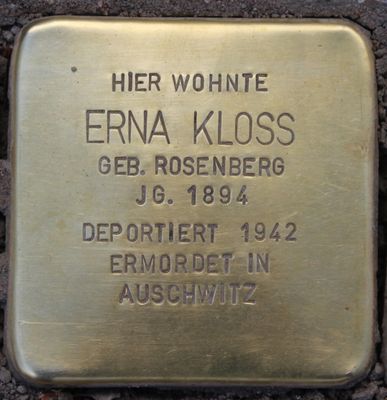 HIER WOHNTE
ERNA KLOSS
GEB. ROSENBERG
JG. 1894
DEPORTIERT 1942
ERMORDET IN
AUSCHWITZ